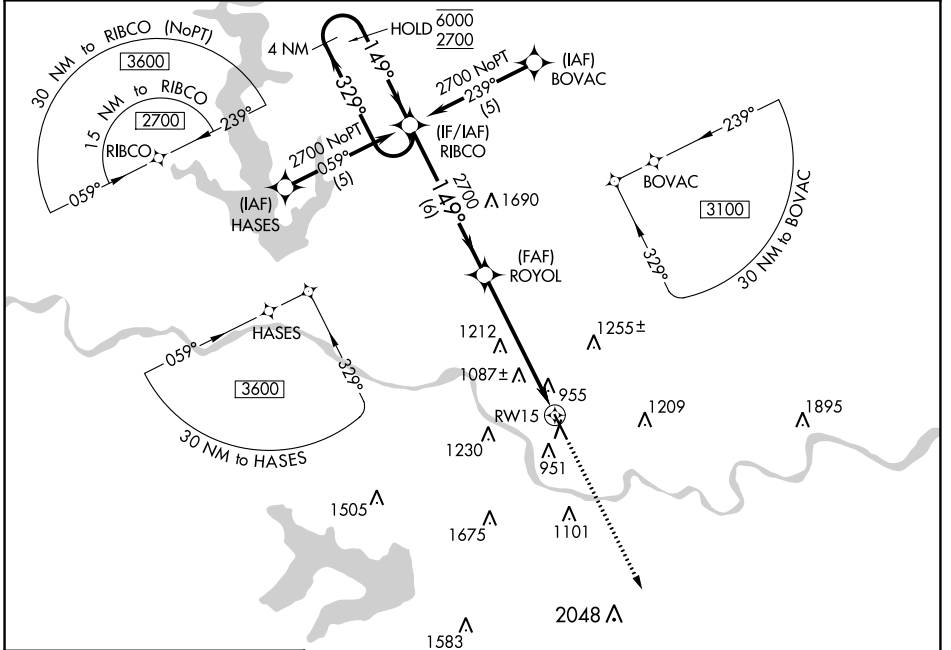 30 NM to RIBCO (NoPT)
3600
15 NM to RIBCO
2700
239°
RIBCO
059°
4 NM
HOLD
6000
2700
149°
329°
2700 NoPT
239°
(5)
(IAF)
BOVAC
(IF/IAF)
RIBCO
2700 NoPT
059°
(5)
(IAF)
HASES
2700
149°
(6)
1690
(FAF)
ROYOL
239°
BOVAC
3100
329°
30 NM to BOVAC
059°
HASES
329°
3600
30 NM to HASES
1212
1255±
1087±
955
RW15
1209
1895
1230
951
1505
1675
1101
2048
1583